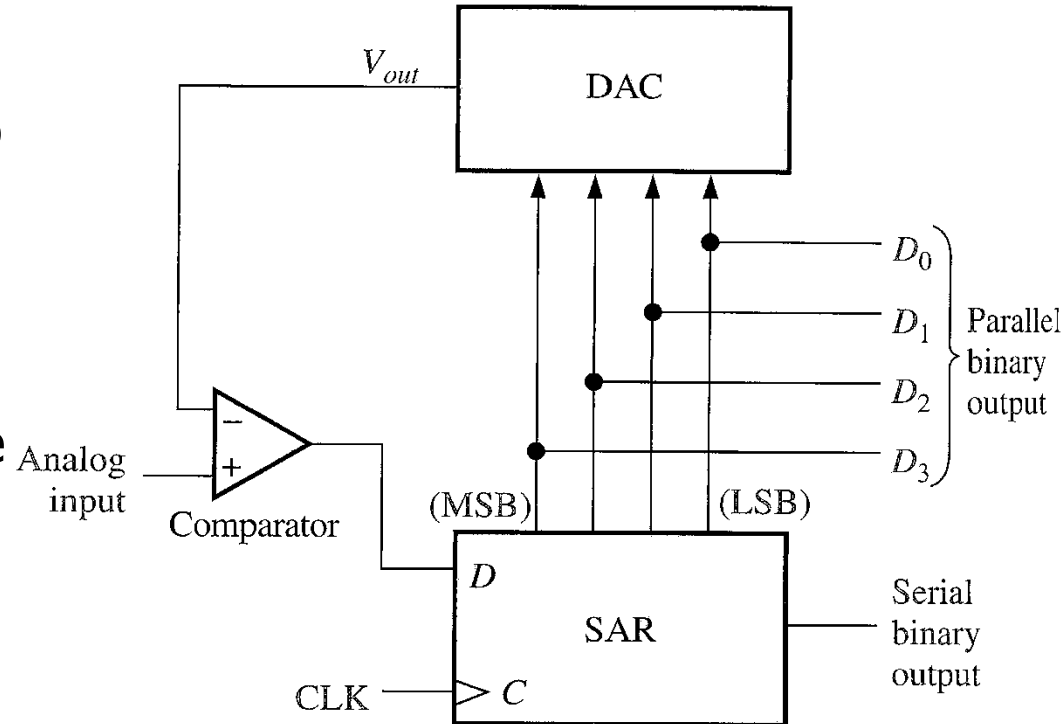 V_out
DAC
D_0
D_1
D_2
D_3
Parallel
binary
output
−
+
Analog
input
Comparator
(MSB)
(LSB)
D
SAR
CLK
C
Serial
binary
output